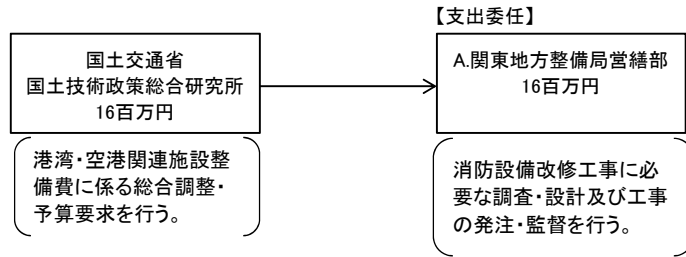 【支出委任】
国土交通省
国土技術政策総合研究所
16百万円
A.関東地方整備局営繕部
16百万円
港湾・空港関連施設整
備費に係る総合調整・
予算要求を行う。
消防設備改修工事に必
要な調査・設計及び工事
の発注・監督を行う。